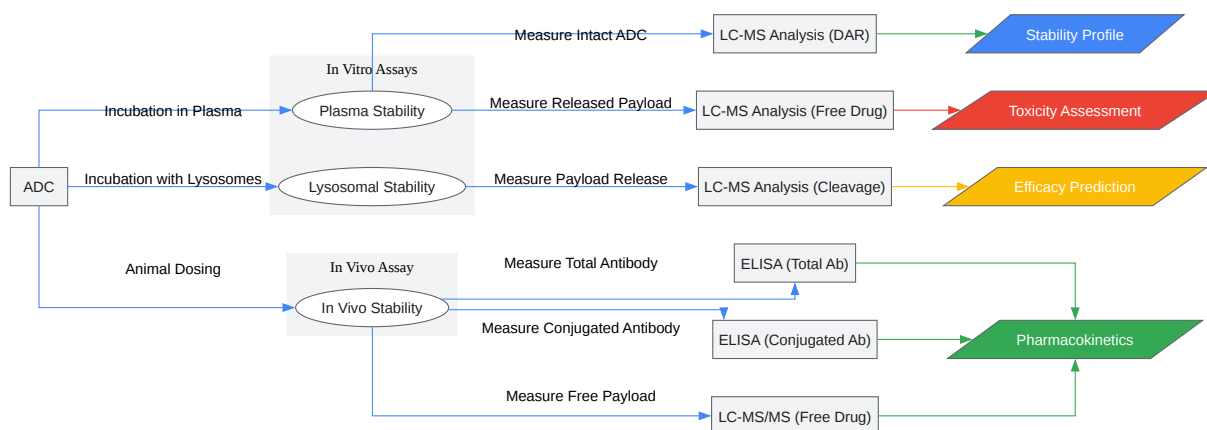 Measure Intact ADC
LC-MS Analysis (DAR)
Stability Profile
In Vitro Assays
Incubation in Plasma
Plasma Stability
Measure Released Payload
LC-MS Analysis (Free Drug)
Toxicity Assessment
ADC
Incubation with Lysosomes
Lysosomal Stability
Measure Payload Release
LC-MS Analysis (Cleavage)
Efficacy Prediction
Animal Dosing
In Vivo Assay
In Vivo Stability
Measure Total Antibody
ELISA (Total Ab)
Measure Conjugated Antibody
ELISA (Conjugated Ab)
Pharmacokinetics
Measure Free Payload
LC-MS/MS (Free Drug)